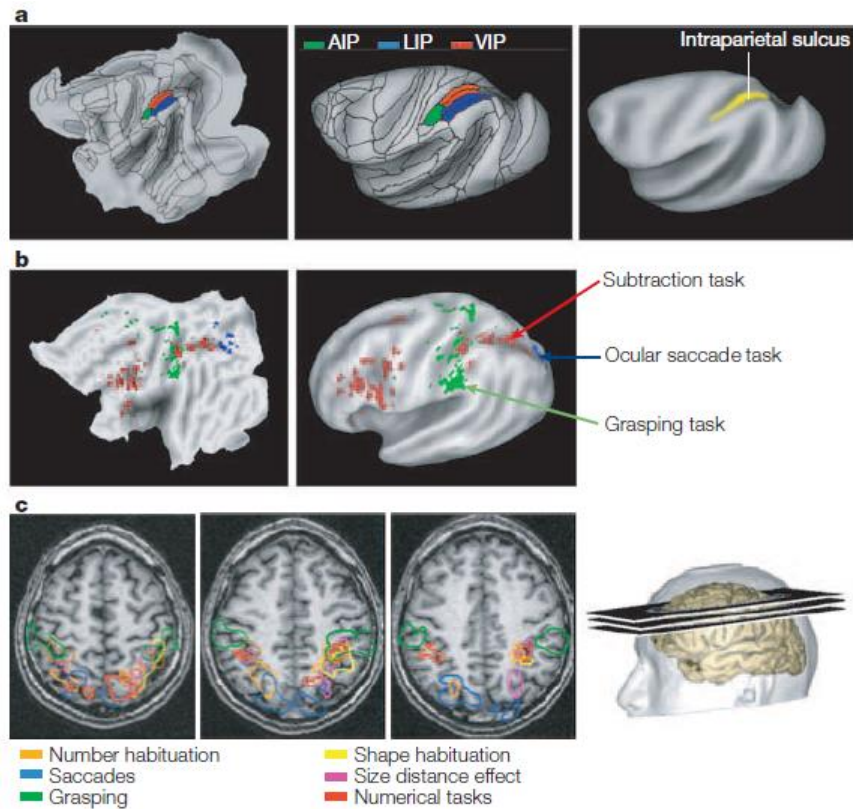 a
AIP LIP VIP
Intraparietal sulcus
b
Subtraction task
Ocular saccade task
Grasping task
c
Number habituation
Saccades
Grasping
Shape habituation
Size distance effect
Numerical tasks